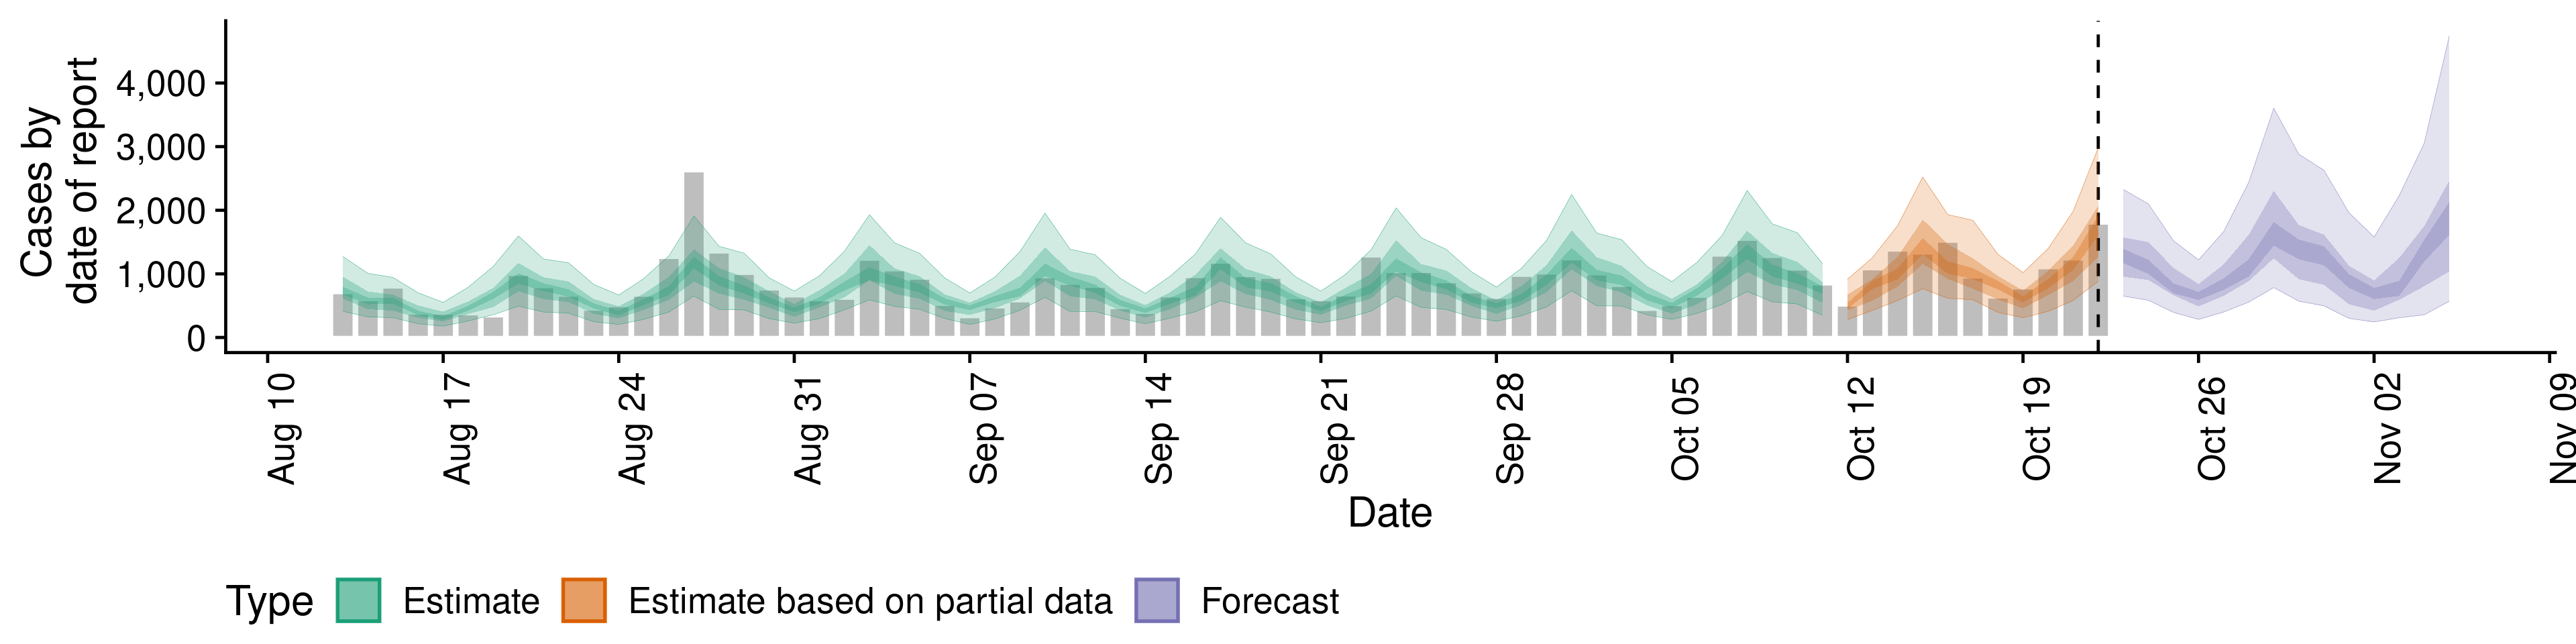 Cases by
date of report
4,000
3,000
2,000
1,000
0
Aug 10
Aug 17
Aug 24
Aug 31
Sep 07
Sep 14
Sep 21
Sep 28
Oct 05
Oct 12
Oct 19
Oct 26
Nov 02
Nov 09
Date
Type Estimate Estimate based on partial data Forecast